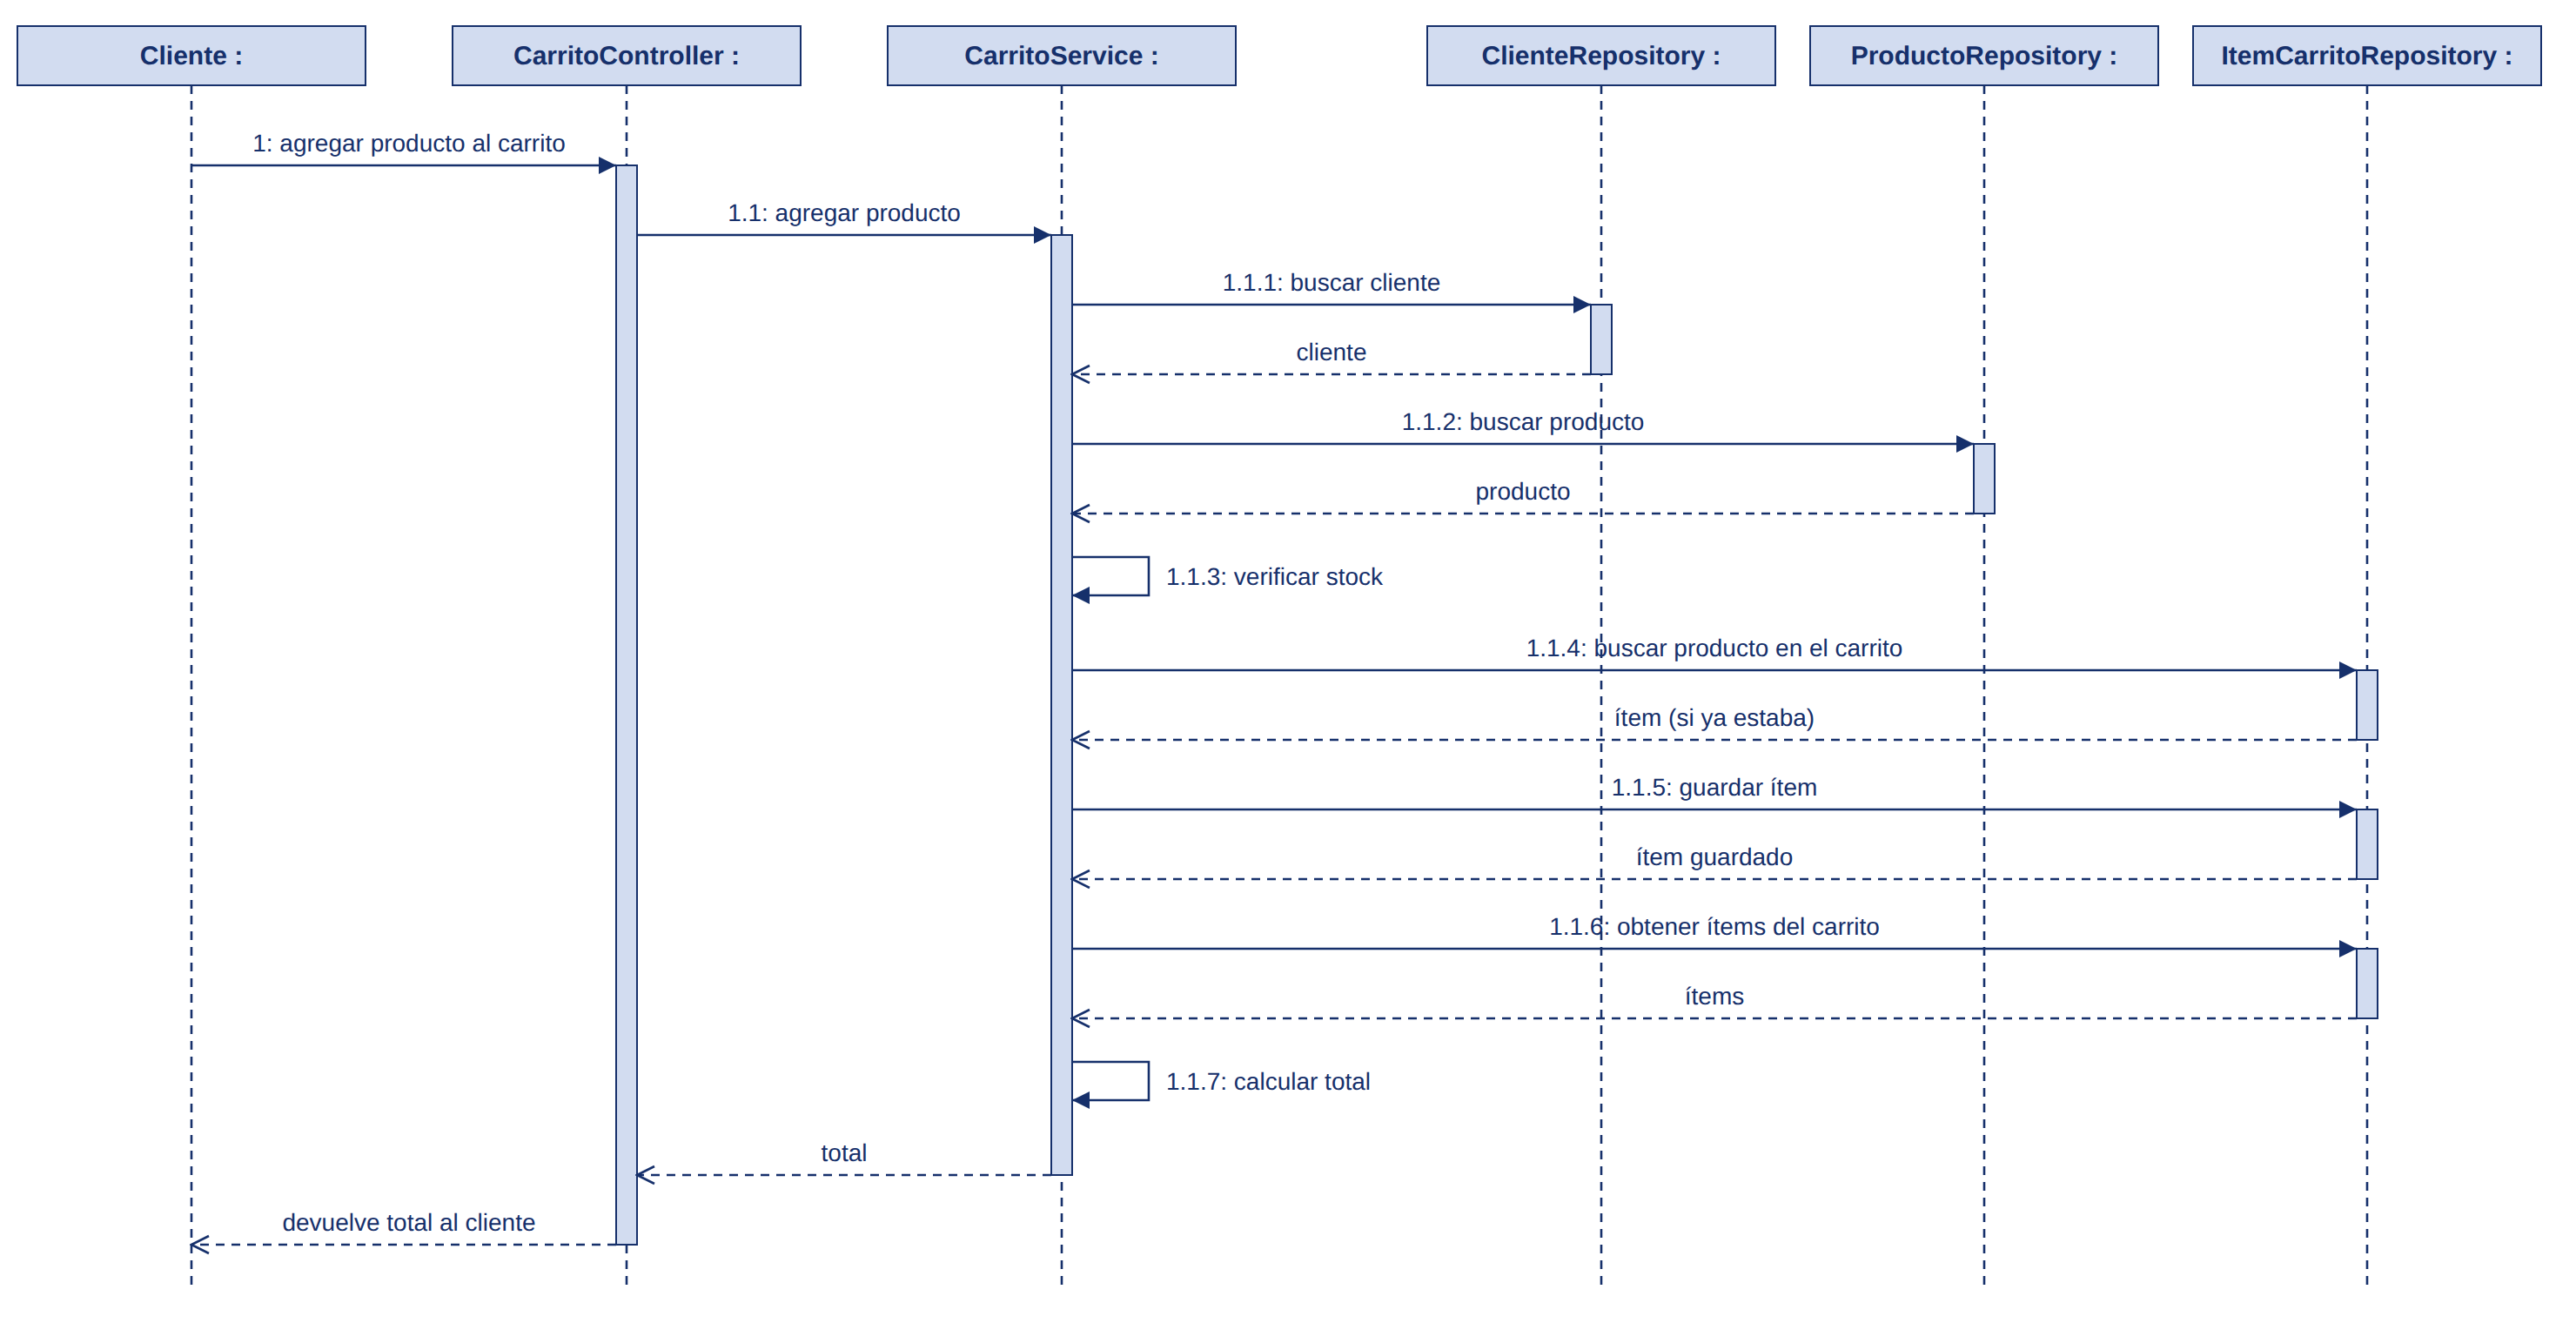 Cliente :
CarritoController :
CarritoService :
ClienteRepository :
ProductoRepository :
ItemCarritoRepository :
1: agregar producto al carrito
1.1: agregar producto
1.1.1: buscar cliente
cliente
1.1.2: buscar producto
producto
1.1.3: verificar stock
1.1.4: buscar producto en el carrito
ítem (si ya estaba)
1.1.5: guardar ítem
ítem guardado
1.1.6: obtener ítems del carrito
ítems
1.1.7: calcular total
total
devuelve total al cliente